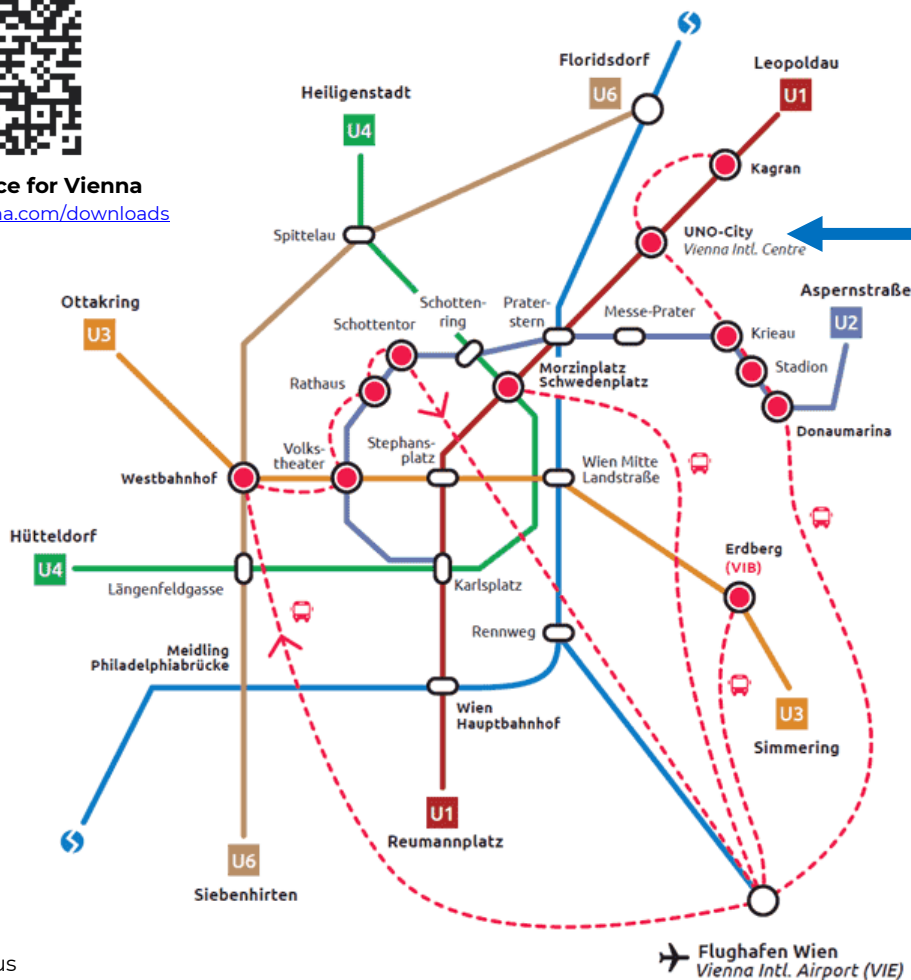 ce for Vienna
na.com/downloads
Heiligenstadt
U4
Floridsdorf
U6
Leopoldau
U1
Kagran
Spittelau
UNO-City
Vienna Intl. Centre
Ottakring
U3
Schotten-
ring
Prater-
stern
Messe-Prater
Aspernstraße
U2
Schottentor
Krieau
Rathaus
Morzinplatz
Schwedenplatz
Stadion
Donaumarina
Volks-
theater
Stephans-
platz
Westbahnhof
Wien Mitte
Landstraße
Hütteldorf
U4
Längenfeldgasse
Karlsplatz
Erdberg
(VIB)
Rennweg
Meidling
Philadelphiabrücke
Wien
Hauptbahnhof
U3
Simmering
U1
Reumannplatz
U6
Siebenhirten
us
Flughafen Wien
Vienna Intl. Airport (VIE)